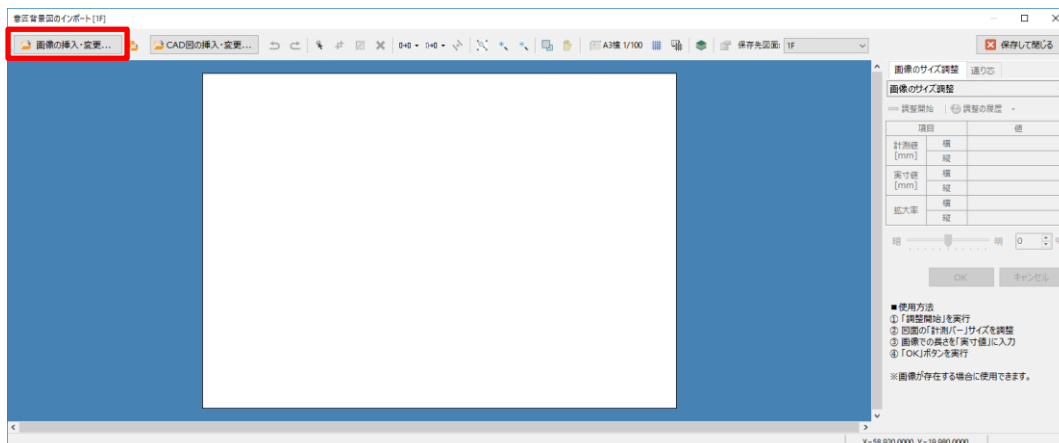 意匠背景図のインポート [1F]
画像の挿入・変更... CAD図の挿入・変更... A3横 1/100 保存先図面: 1F 保存して閉じる
画像のサイズ調整 通り芯
画像のサイズ調整
調整開始 調整の履歴
項目 値
計測値 [mm] 横
縦
実寸値 [mm] 横
縦
拡大率 横
縦
暗 明 0 %
OK キャンセル
■使用方法
① 「調整開始」を実行
② 図面の「計測バー」サイズを調整
③ 画像での長さを「実寸値」に入力
④ 「OK」ボタンを実行
※画像が存在する場合に使用できます。
X=58,920.0000, Y=19,980.0000